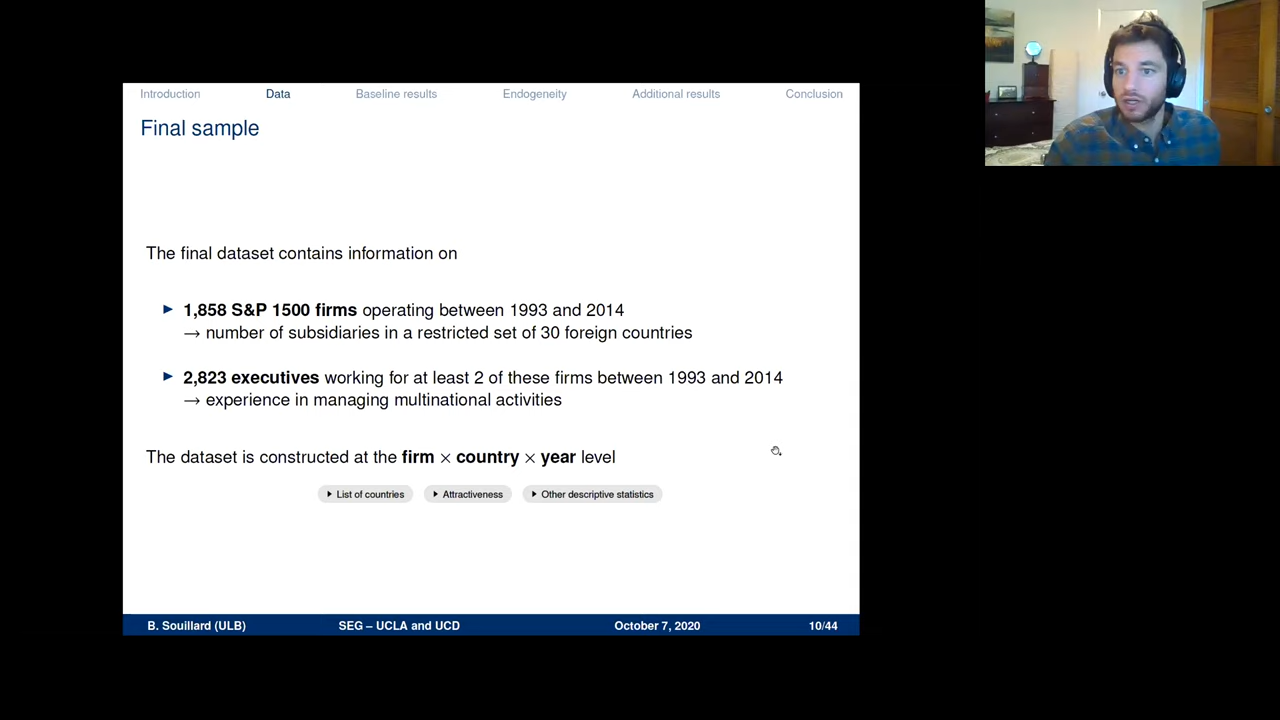 Introduction Data Baseline results Endogeneity Additional results Conclusion
Final sample
The final dataset contains information on
▶ 1,858 S&P 1500 firms operating between 1993 and 2014
→ number of subsidiaries in a restricted set of 30 foreign countries
▶ 2,823 executives working for at least 2 of these firms between 1993 and 2014
→ experience in managing multinational activities
The dataset is constructed at the firm × country × year level
▶ List of countries ▶ Attractiveness ▶ Other descriptive statistics
B. Souillard (ULB) SEG – UCLA and UCD October 7, 2020 10/44